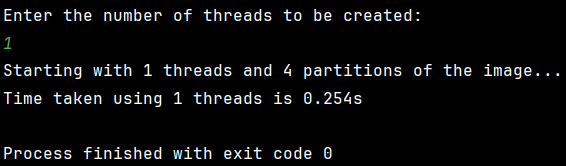 Enter the number of threads to be created:
1
Starting with 1 threads and 4 partitions of the image...
Time taken using 1 threads is 0.254s
Process finished with exit code 0